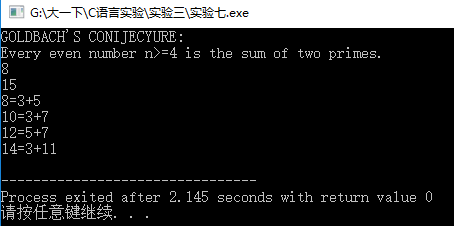 G:\大一下\C语言实验\实验三\实验七.exe
GOLDBACH'S CONIJECYURE:
Every even number n>=4 is the sum of two primes.
8
15
8=3+5
10=3+7
12=5+7
14=3+11
--------------------------------
Process exited after 2.145 seconds with return value 0
请按任意键继续. . .